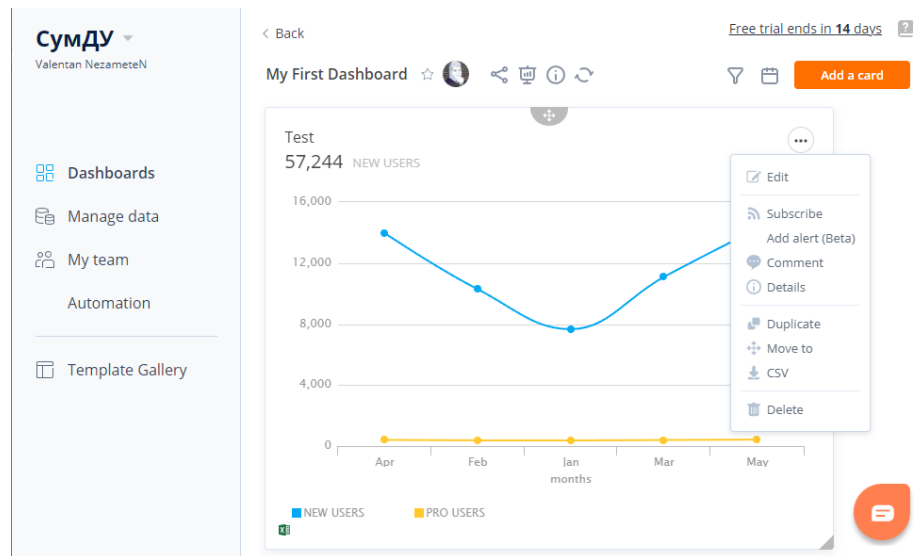 СумДУ
Valentan NezameteN
Dashboards
Manage data
My team
Automation
Template Gallery
Back
Free trial ends in 14 days
?
My First Dashboard
Add a card
Test
57,244 NEW USERS
Edit
Subscribe
Add alert (Beta)
Comment
Details
Duplicate
Move to
CSV
Delete
16,000
12,000
8,000
4,000
0
Apr Feb Jan Mar May
months
NEW USERS PRO USERS